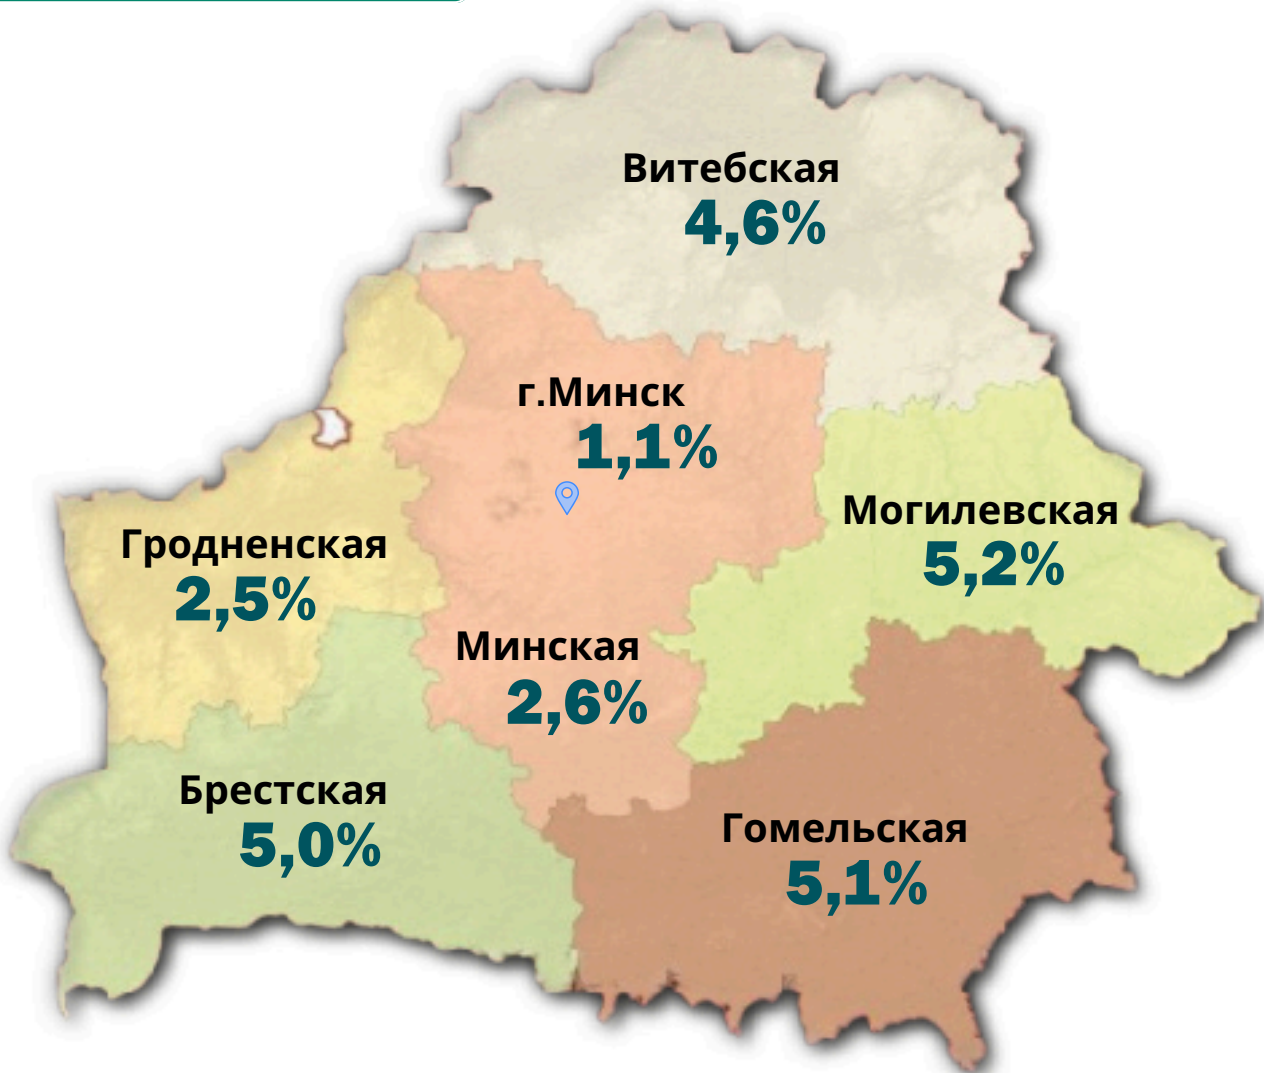 Витебская
4,6%
г.Минск
1,1%
Могилевская
5,2%
Гродненская
2,5%
Минская
2,6%
Брестская
5,0%
Гомельская
5,1%